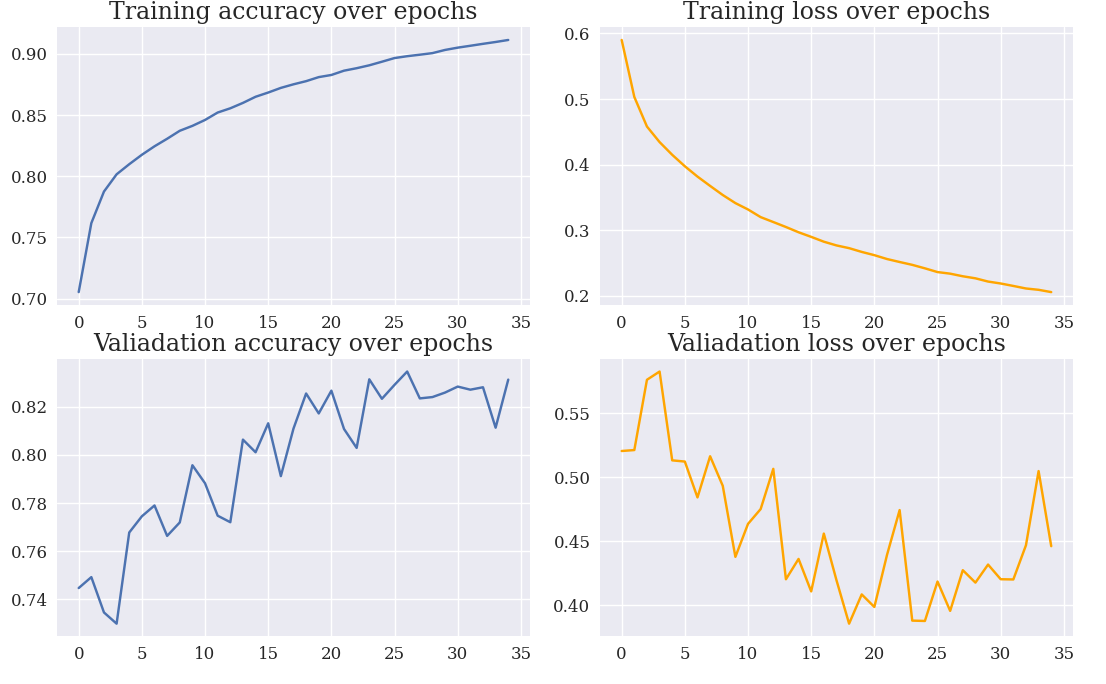 Training accuracy over epochs
0.90
0.85
0.80
0.75
0.70
0 5 10 15 20 25 30 35
Training loss over epochs
0.6
0.5
0.4
0.3
0.2
0 5 10 15 20 25 30 35
Valiadation accuracy over epochs
0.82
0.80
0.78
0.76
0.74
0 5 10 15 20 25 30 35
Valiadation loss over epochs
0.55
0.50
0.45
0.40
0 5 10 15 20 25 30 35